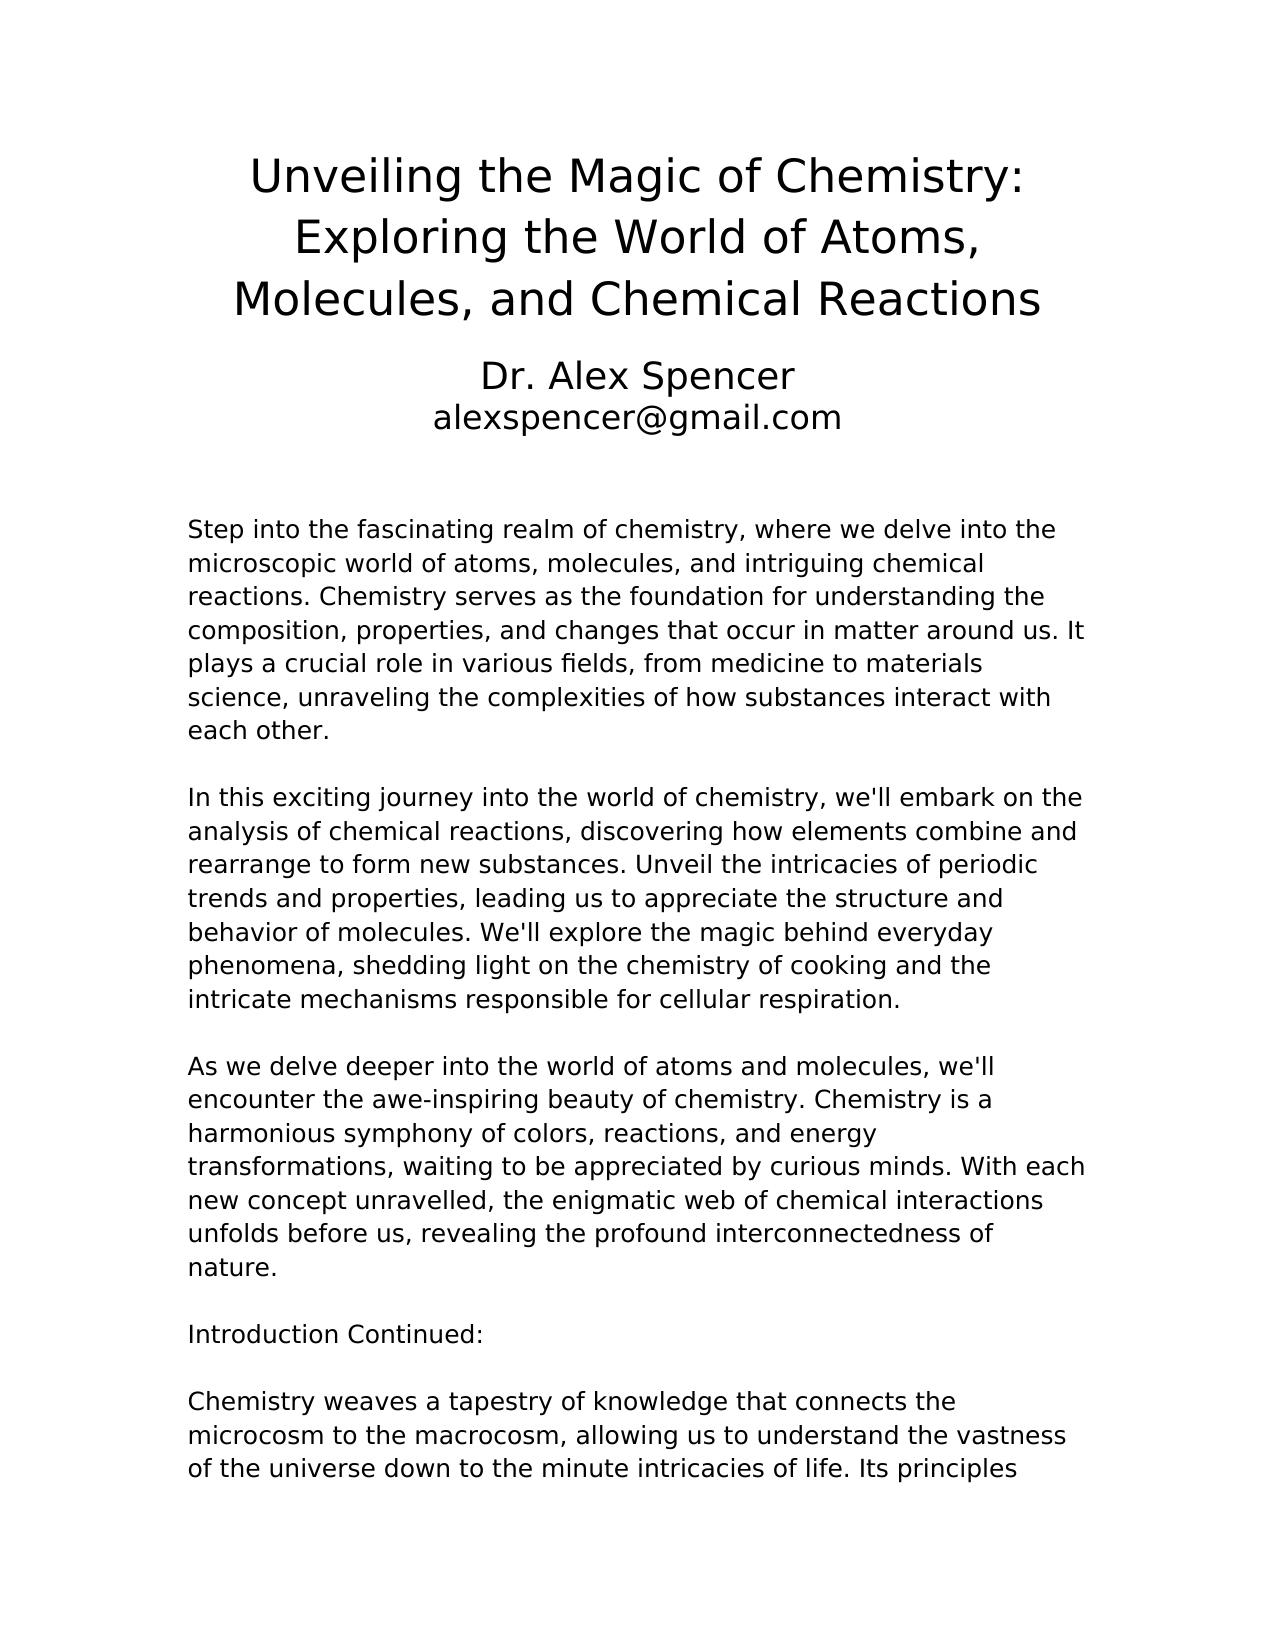 Unveiling the Magic of Chemistry:
Exploring the World of Atoms,
Molecules, and Chemical Reactions
Dr. Alex Spencer
alexspencer@gmail.com
Step into the fascinating realm of chemistry, where we delve into the
microscopic world of atoms, molecules, and intriguing chemical
reactions. Chemistry serves as the foundation for understanding the
composition, properties, and changes that occur in matter around us. It
plays a crucial role in various fields, from medicine to materials
science, unraveling the complexities of how substances interact with
each other.
In this exciting journey into the world of chemistry, we'll embark on the
analysis of chemical reactions, discovering how elements combine and
rearrange to form new substances. Unveil the intricacies of periodic
trends and properties, leading us to appreciate the structure and
behavior of molecules. We'll explore the magic behind everyday
phenomena, shedding light on the chemistry of cooking and the
intricate mechanisms responsible for cellular respiration.
As we delve deeper into the world of atoms and molecules, we'll
encounter the awe-inspiring beauty of chemistry. Chemistry is a
harmonious symphony of colors, reactions, and energy
transformations, waiting to be appreciated by curious minds. With each
new concept unravelled, the enigmatic web of chemical interactions
unfolds before us, revealing the profound interconnectedness of
nature.
Introduction Continued:
Chemistry weaves a tapestry of knowledge that connects the
microcosm to the macrocosm, allowing us to understand the vastness
of the universe down to the minute intricacies of life. Its principles